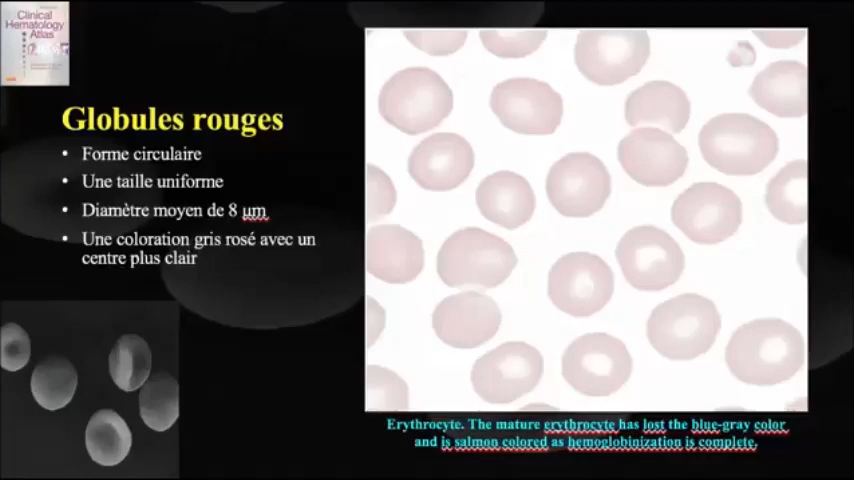 Clinical
Hematology
Atlas
Globules rouges
• Forme circulaire
• Une taille uniforme
• Diamètre moyen de 8 µm
• Une coloration gris rosé avec un
centre plus clair
Erythrocyte. The mature erythrocyte has lost the blue-gray color
and is salmon colored as hemoglobinization is complete.